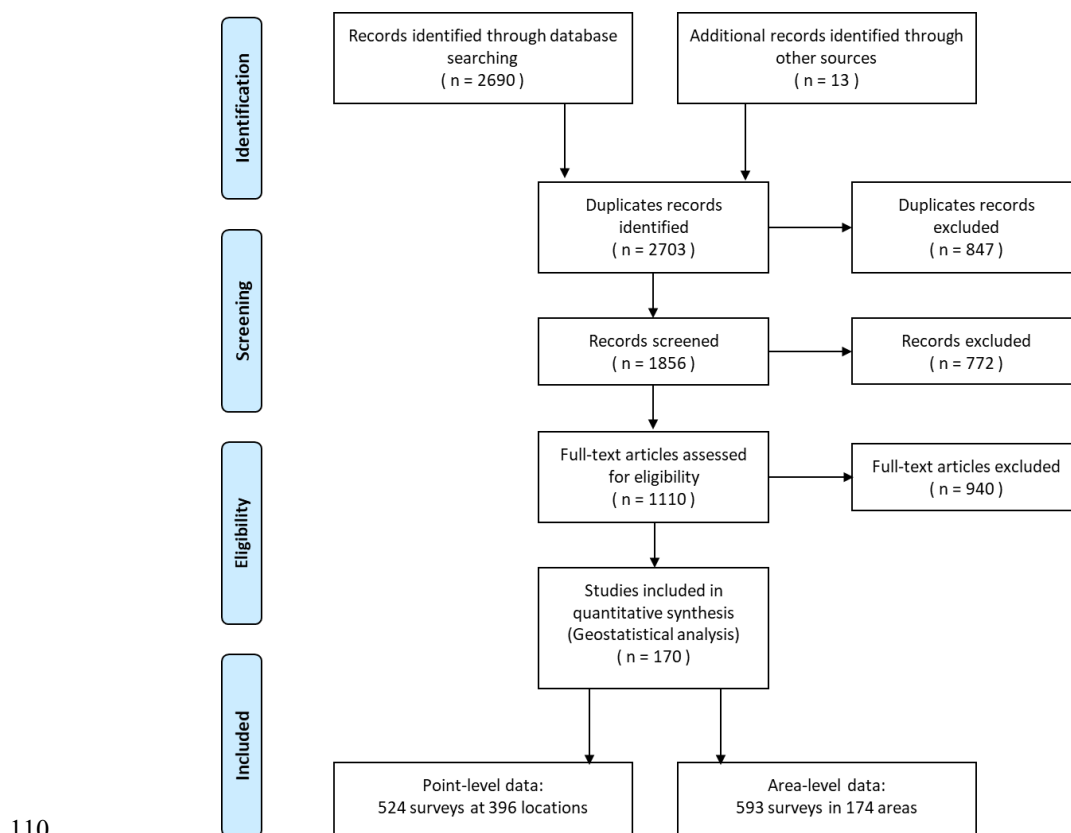 Records identified through database
searching
( n = 2690 )
Additional records identified through
other sources
( n = 13 )
Identification
Duplicates records
identified
( n = 2703 )
Duplicates records
excluded
( n = 847 )
Screening
Records screened
( n = 1856 )
Records excluded
( n = 772 )
Full-text articles assessed
for eligibility
( n = 1110 )
Full-text articles excluded
( n = 940 )
Eligibility
Studies included in
quantitative synthesis
(Geostatistical analysis)
( n = 170 )
Included
Point-level data:
524 surveys at 396 locations
Area-level data:
593 surveys in 174 areas
110